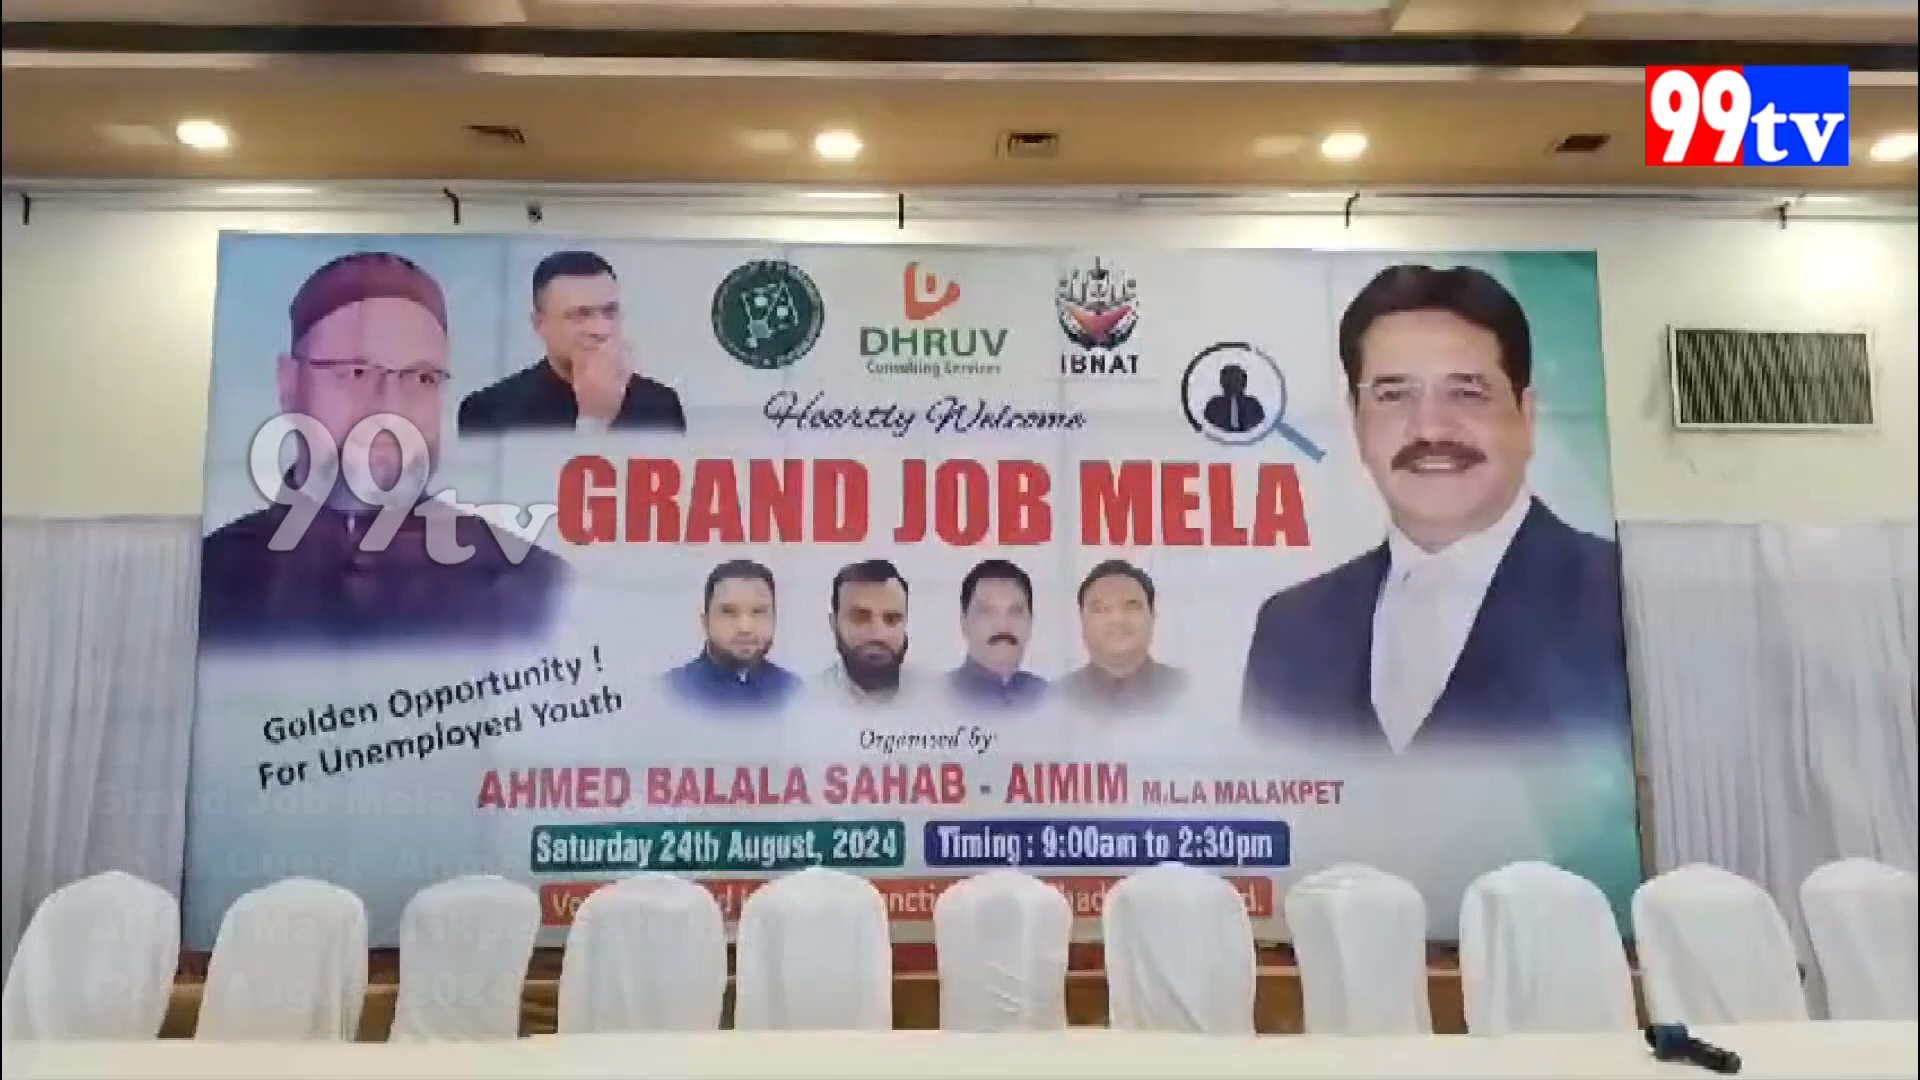 99tv
DHRUV
Consulting Services
IBNAT
Heartly Welcome
GRAND JOB MELA
99tv
Golden Opportunity !
For Unemployed Youth
Organised by:
AHMED BALALA SAHAB - AIMIM M.L.A MALAKPET
Saturday 24th August, 2024
Timing : 9:00am to 2:30pm